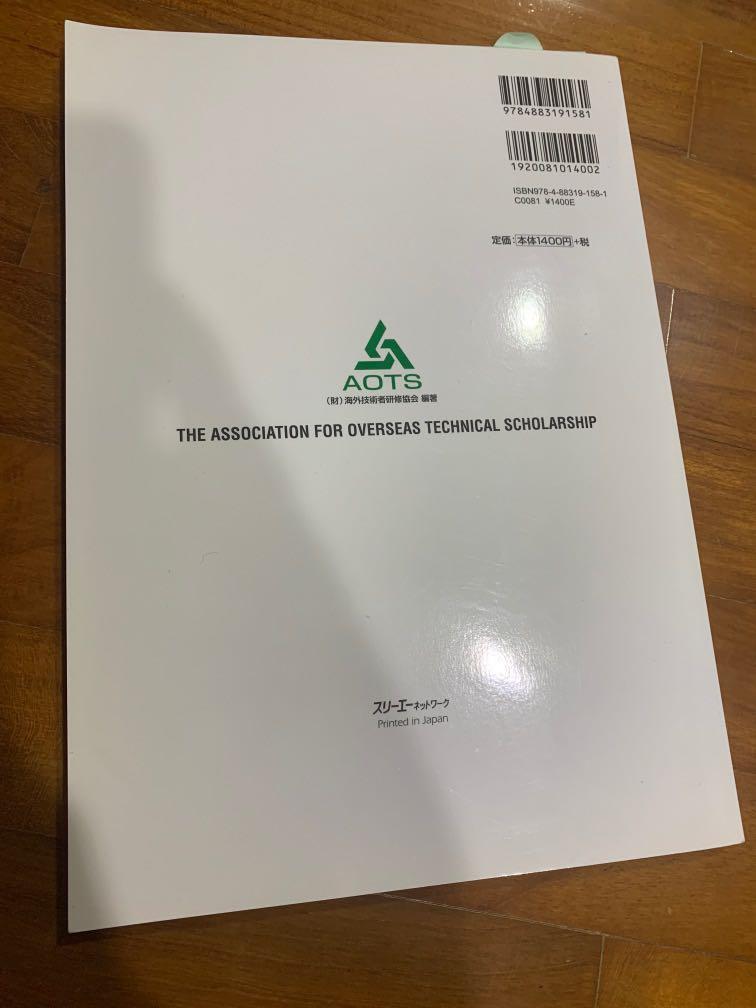 9784883191581
1920081014002
ISBN978-4-88319-158-1
C0081 ¥1400E
定価：本体1400円+税
AOTS
（財）海外技術者研修協会 編著
THE ASSOCIATION FOR OVERSEAS TECHNICAL SCHOLARSHIP
スリーエーネットワーク
Printed in Japan